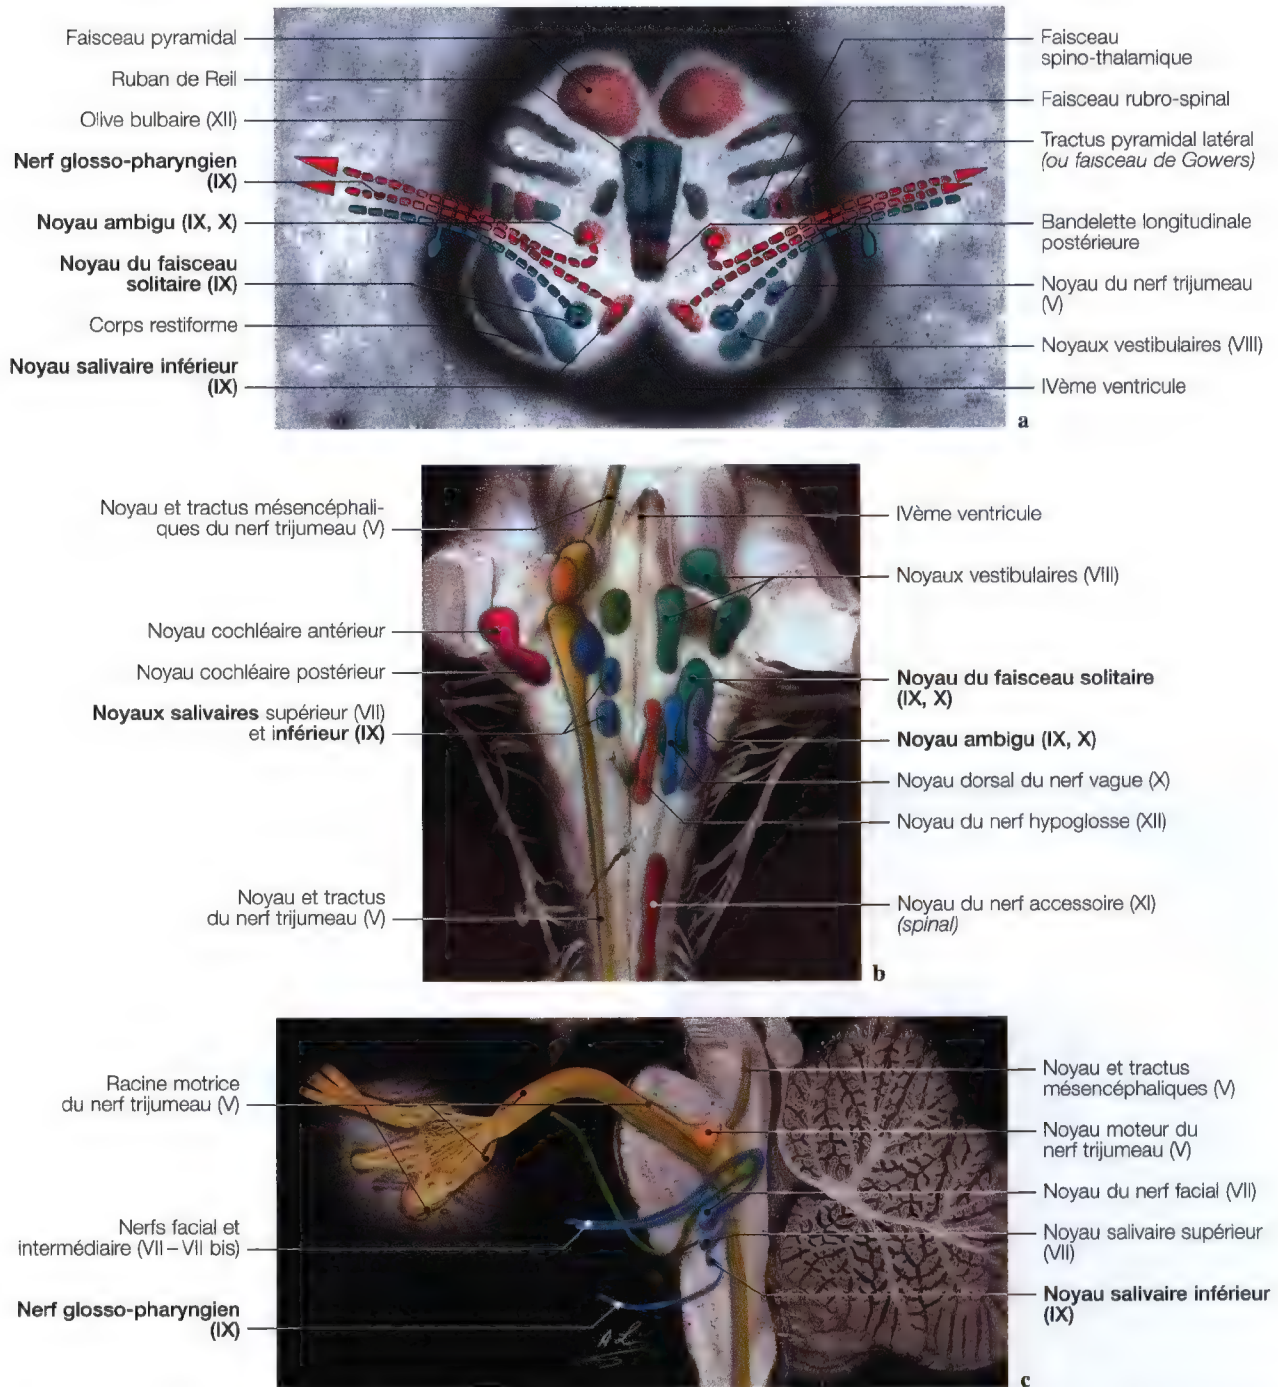 Faisceau pyramidal
Ruban de Reil
Olive bulbaire (XII)
Nerf glosso-pharyngien
(IX)
Noyau ambigu (IX, X)
Noyau du faisceau
solitaire (IX)
Corps restiforme
Noyau salivaire inférieur
(IX)
Faisceau
spino-thalamique
Faisceau rubro-spinal
Tractus pyramidal latéral
(ou faisceau de Gowers)
Bandelette longitudinale
postérieure
Noyau du nerf trijumeau
(V)
Noyaux vestibulaires (VIII)
IVème ventricule
a
Noyau et tractus mésencéphali-
ques du nerf trijumeau (V)
Noyau cochléaire antérieur
Noyau cochléaire postérieur
Noyaux salivaires supérieur (VII)
et inférieur (IX)
Noyau et tractus
du nerf trijumeau (V)
IVème ventricule
Noyaux vestibulaires (VIII)
Noyau du faisceau solitaire
(IX, X)
Noyau ambigu (IX, X)
Noyau dorsal du nerf vague (X)
Noyau du nerf hypoglosse (XII)
Noyau du nerf accessoire (XI)
(spinal)
b
Racine motrice
du nerf trijumeau (V)
Nerfs facial et
intermédiaire (VII – VII bis)
Nerf glosso-pharyngien
(IX)
Noyau et tractus
mésencéphaliques (V)
Noyau moteur du
nerf trijumeau (V)
Noyau du nerf facial (VII)
Noyau salivaire supérieur
(VII)
Noyau salivaire inférieur
(IX)
c